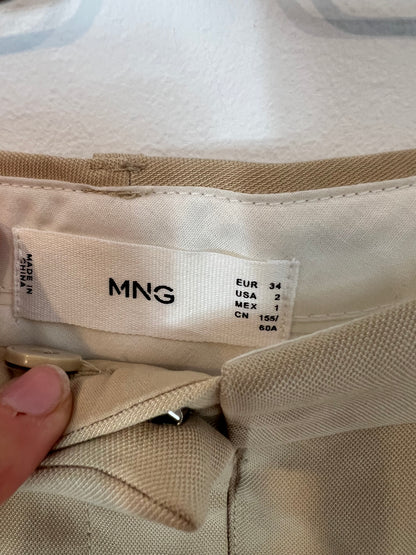 MADE IN
CHINA
MNG
EUR 34
USA 2
MEX 1
CN 155/
60A